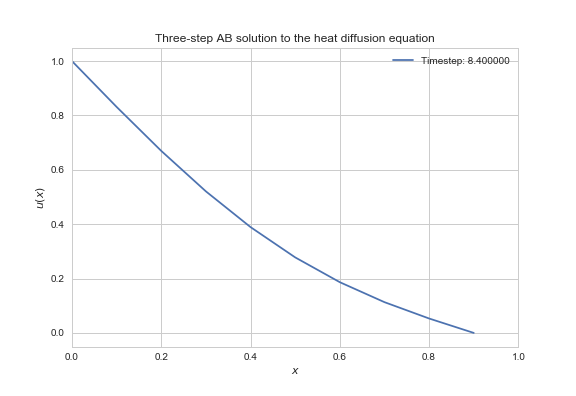 Three-step AB solution to the heat diffusion equation
Timestep: 8.400000
1.0
0.8
0.6
0.4
0.2
0.0
u(x)
0.0 0.2 0.4 0.6 0.8 1.0
x